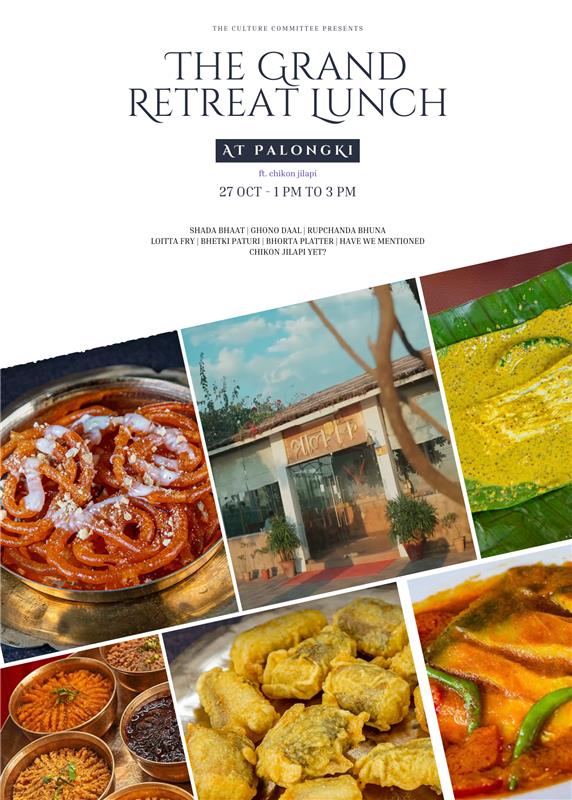 THE CULTURE COMMITTEE PRESENTS
THE GRAND
RETREAT LUNCH
AT PALONGKI
ft. chikon jilapi
27 OCT - 1 PM TO 3 PM
SHADA BHAAT | GHONO DAAL | RUPCHANDA BHUNA
LOITTA FRY | BHETKI PATURI | BHORTA PLATTER | HAVE WE MENTIONED
CHIKON JILAPI YET?
পালংকি